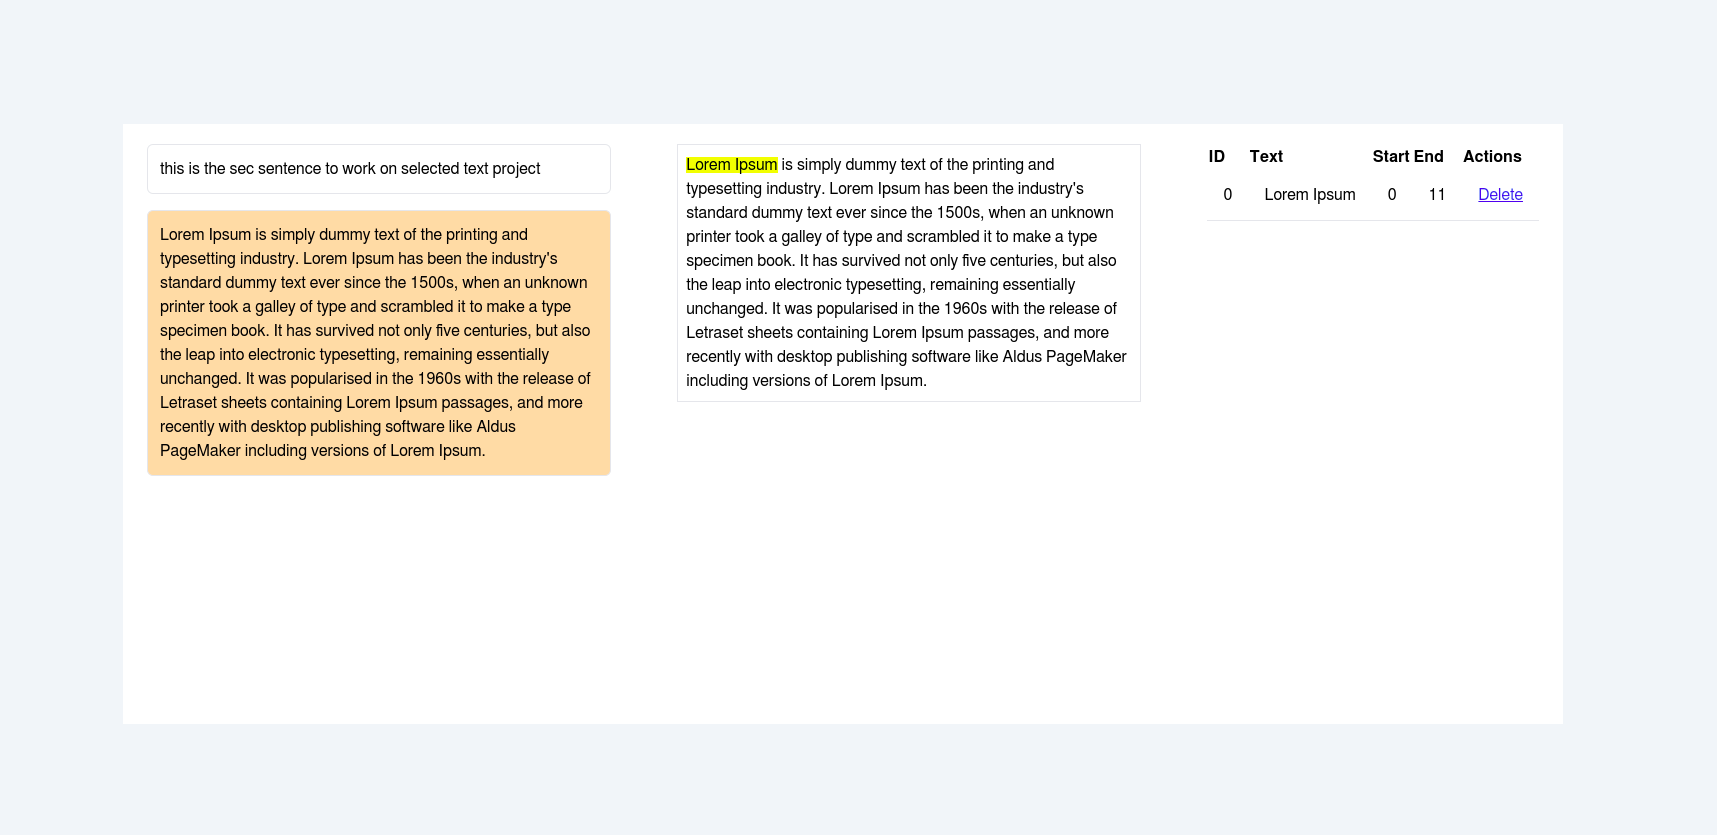 this is the sec sentence to work on selected text project
Lorem Ipsum is simply dummy text of the printing and
typesetting industry. Lorem Ipsum has been the industry's
standard dummy text ever since the 1500s, when an unknown
printer took a galley of type and scrambled it to make a type
specimen book. It has survived not only five centuries, but also
the leap into electronic typesetting, remaining essentially
unchanged. It was popularised in the 1960s with the release of
Letraset sheets containing Lorem Ipsum passages, and more
recently with desktop publishing software like Aldus
PageMaker including versions of Lorem Ipsum.
Lorem Ipsum is simply dummy text of the printing and
typesetting industry. Lorem Ipsum has been the industry's
standard dummy text ever since the 1500s, when an unknown
printer took a galley of type and scrambled it to make a type
specimen book. It has survived not only five centuries, but also
the leap into electronic typesetting, remaining essentially
unchanged. It was popularised in the 1960s with the release of
Letraset sheets containing Lorem Ipsum passages, and more
recently with desktop publishing software like Aldus PageMaker
including versions of Lorem Ipsum.
ID Text Start End Actions
0 Lorem Ipsum 0 11 Delete